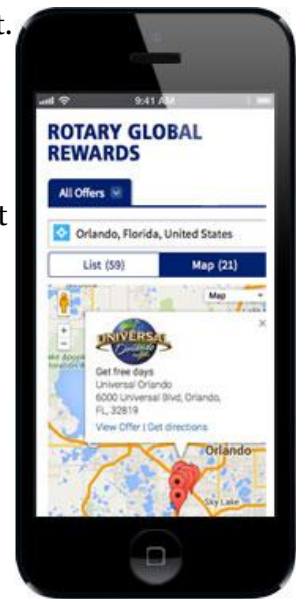 t.
t
9:41 AM
ROTARY GLOBAL
REWARDS
All Offers
Orlando, Florida, United States
List (59)
Map (21)
Map
UNIVERSAL
Orlando
Get free days
Universal Orlando
6000 Universal Blvd, Orlando,
FL, 32819
View Offer | Get directions
Orlando
Sky Lake